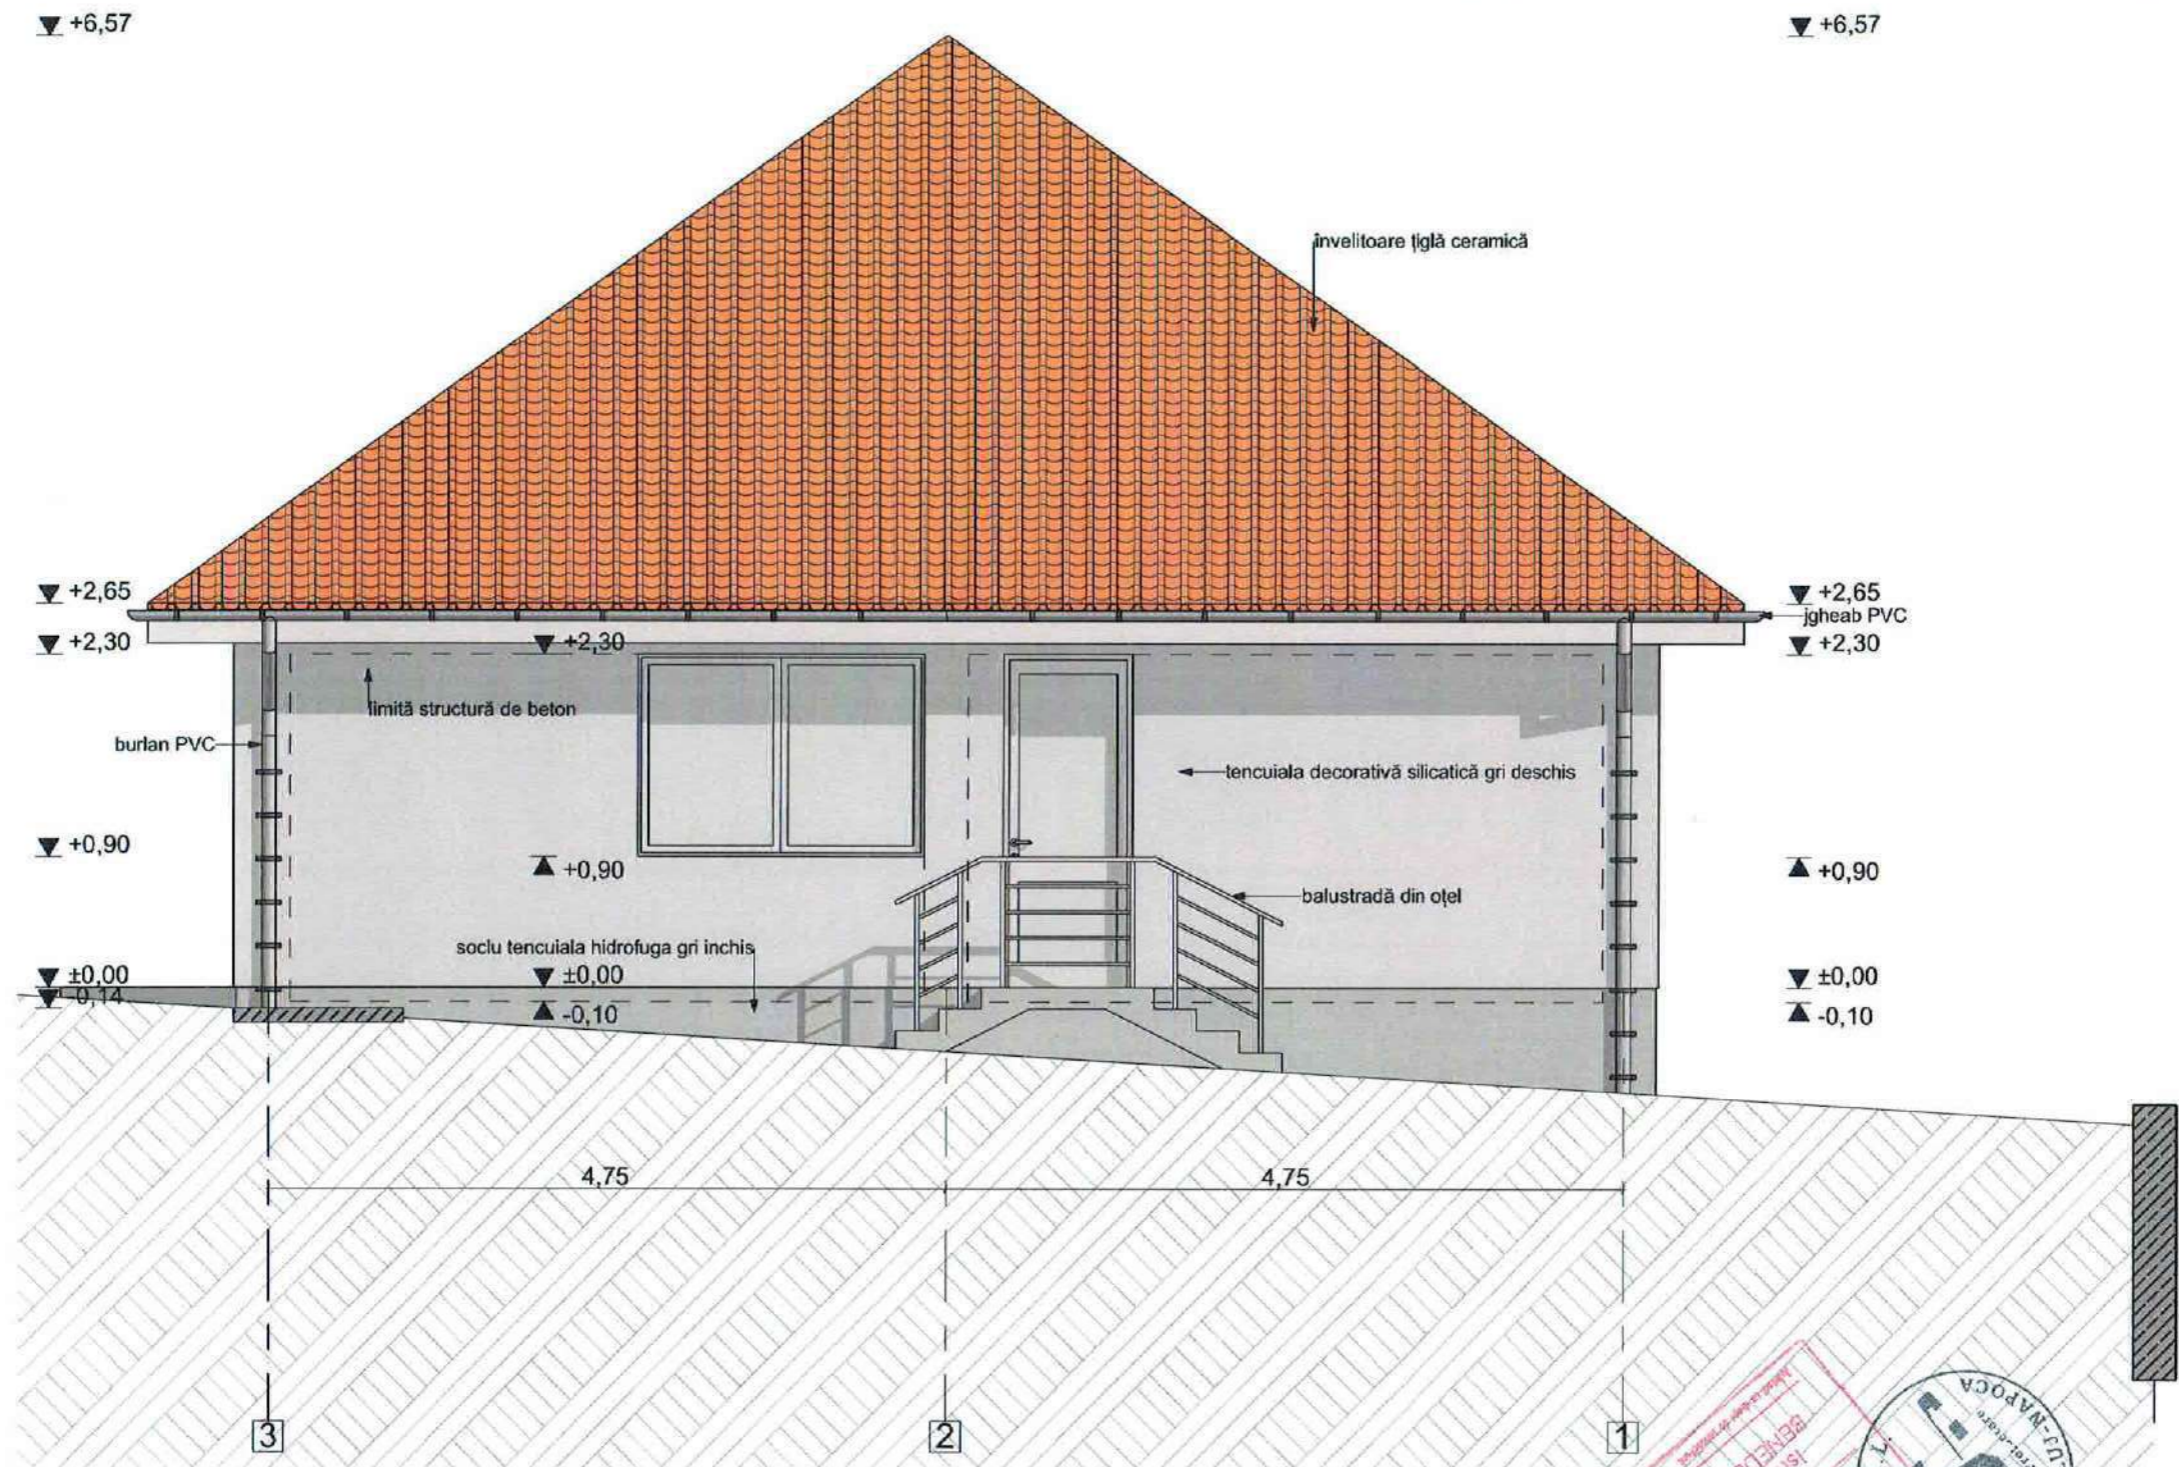 +6,57
+6,57
învelitoare țiglă ceramică
+2,65
+2,65
jgheab PVC
+2,30
+2,30
+2,30
limită structură de beton
burlan PVC
tencuiala decorativă silicatică gri deschis
+0,90
+0,90
+0,90
balustradă din oțel
soclu tencuiala hidrofuga gri inchis
±0,00
±0,00
±0,00
-0,14
-0,10
-0,10
4,75
4,75
3
2
1
UJ-NAPOCA